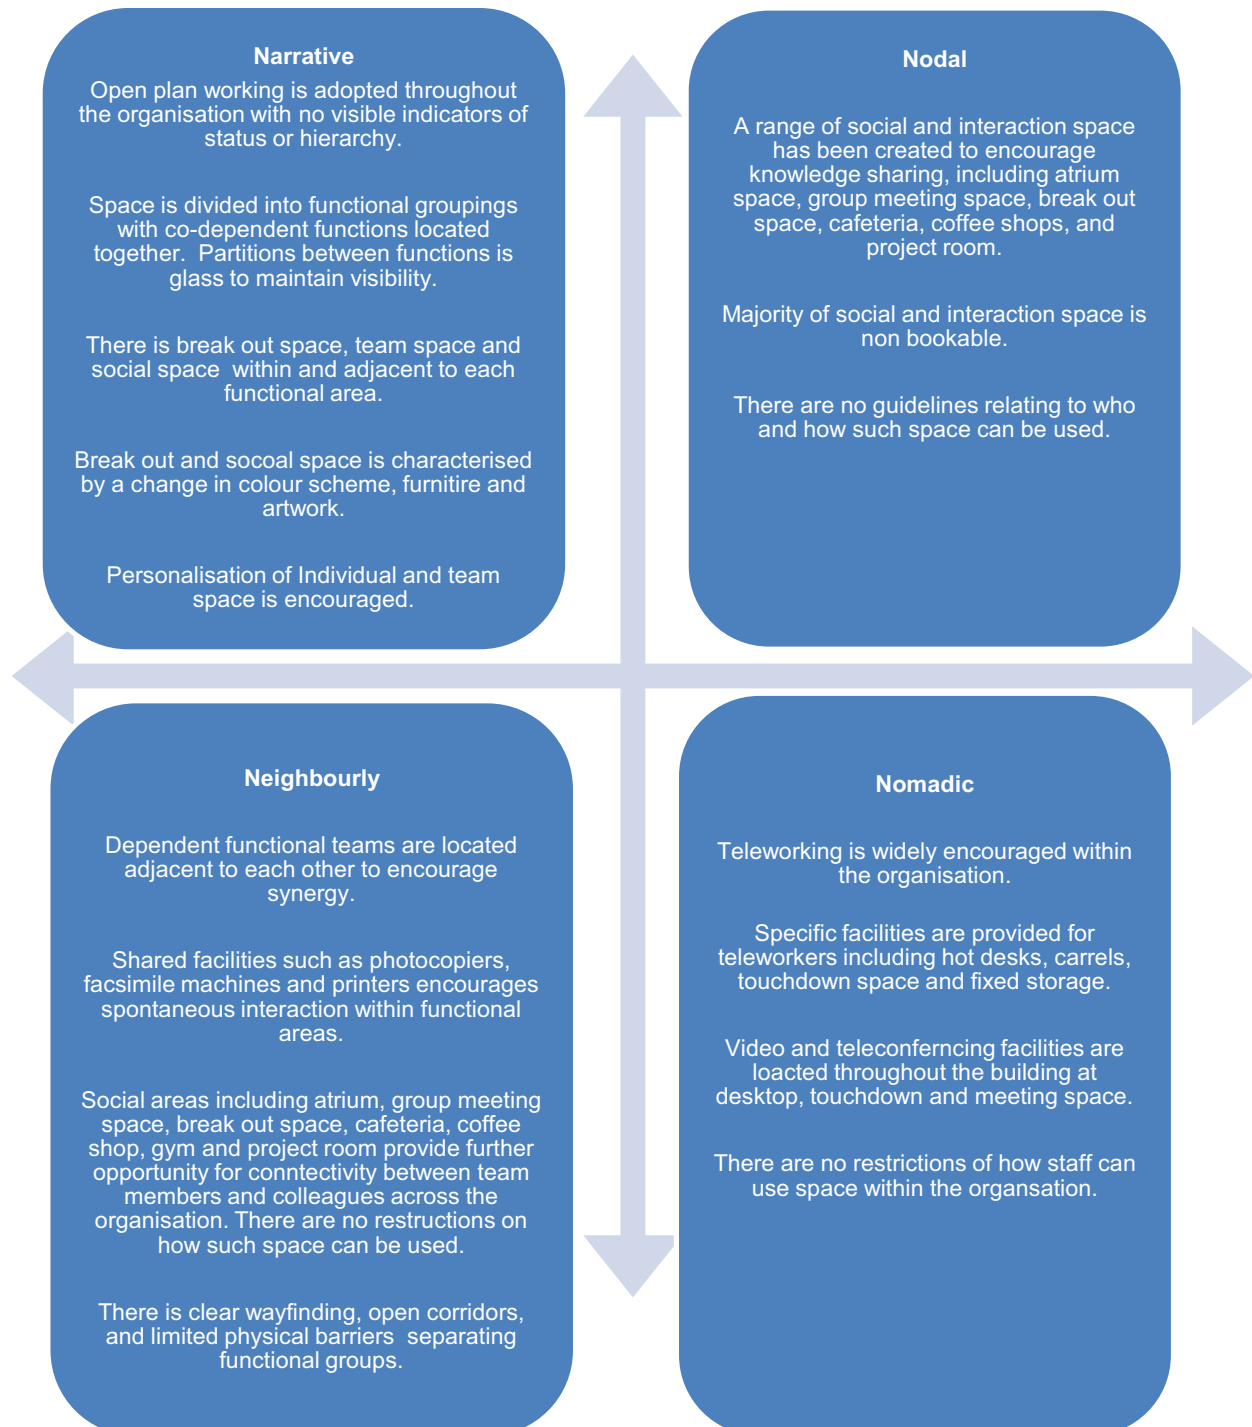 Narrative
Open plan working is adopted throughout
the organisation with no visible indicators of
status or hierarchy.
Space is divided into functional groupings
with co-dependent functions located
together.  Partitions between functions is
glass to maintain visibility.
There is break out space, team space and
social space  within and adjacent to each
functional area.
Break out and socoal space is characterised
by a change in colour scheme, furnitire and
artwork.
Personalisation of Individual and team
space is encouraged.
Nodal
A range of social and interaction space
has been created to encourage
knowledge sharing, including atrium
space, group meeting space, break out
space, cafeteria, coffee shops, and
project room.
Majority of social and interaction space is
non bookable.
There are no guidelines relating to who
and how such space can be used.
Neighbourly
Dependent functional teams are located
adjacent to each other to encourage
synergy.
Shared facilities such as photocopiers,
facsimile machines and printers encourages
spontaneous interaction within functional
areas.
Social areas including atrium, group meeting
space, break out space, cafeteria, coffee
shop, gym and project room provide further
opportunity for conntectivity between team
members and colleagues across the
organisation. There are no restructions on
how such space can be used.
There is clear wayfinding, open corridors,
and limited physical barriers  separating
functional groups.
Nomadic
Teleworking is widely encouraged within
the organisation.
Specific facilities are provided for
teleworkers including hot desks, carrels,
touchdown space and fixed storage.
Video and teleconferncing facilities are
loacted throughout the building at
desktop, touchdown and meeting space.
There are no restrictions of how staff can
use space within the organsation.